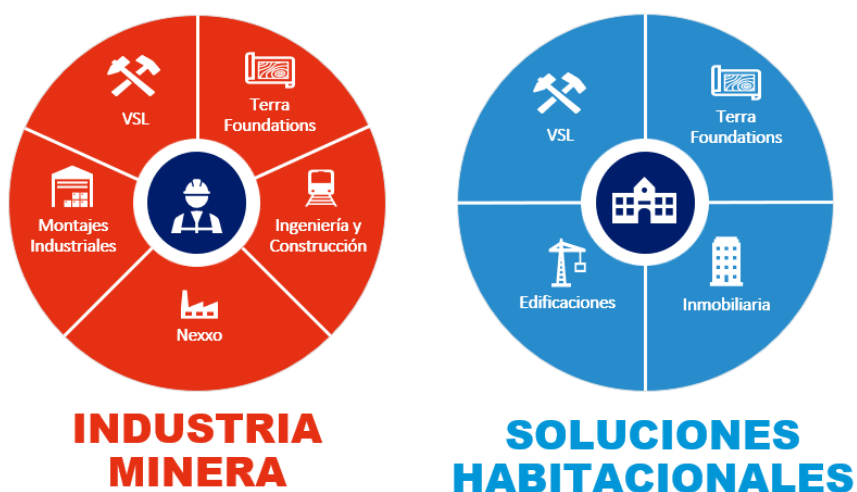 VSL
Terra
Foundations
Montajes
Industriales
Ingeniería y
Construcción
Nexxo
INDUSTRIA
MINERA
VSL
Terra
Foundations
Edificaciones
Inmobiliaria
SOLUCIONES
HABITACIONALES